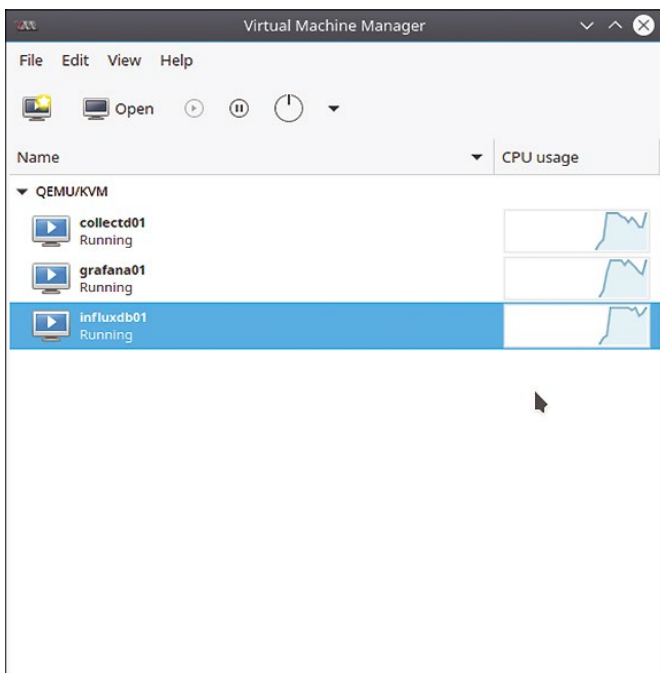 Virtual Machine Manager
File Edit View Help
Open
Name CPU usage
QEMU/KVM
collectd01
Running
grafana01
Running
influxdb01
Running